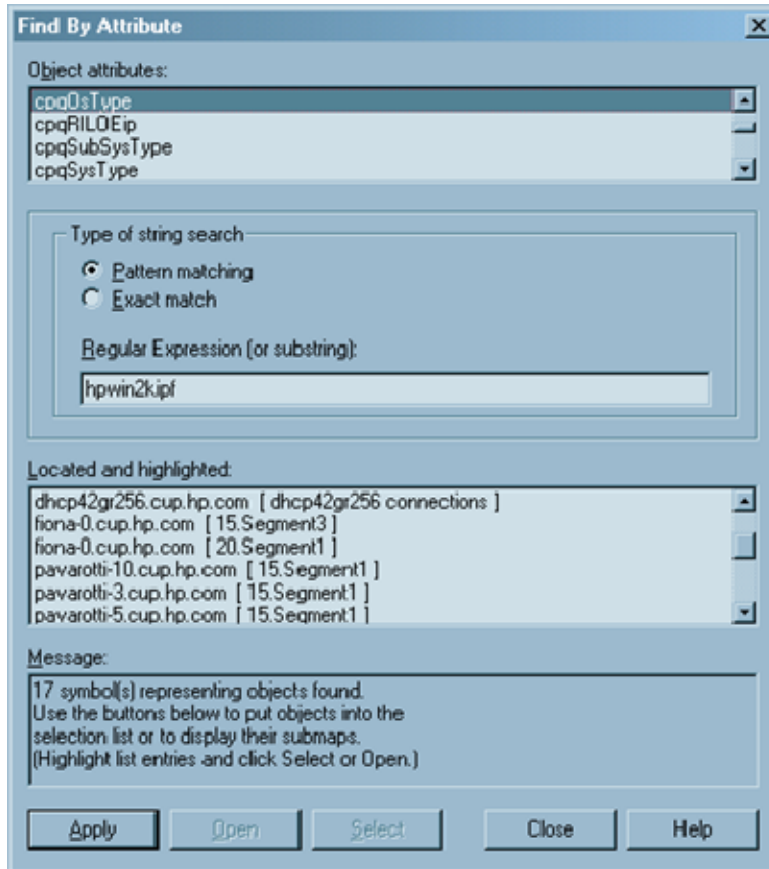 Find By Attribute
Object attributes:
cpqOsType
cpqRILOEip
cpqSubSysType
cpqSysType
Type of string search
Pattern matching
Exact match
Regular Expression (or substring):
hpwin2kipf
Located and highlighted:
dhcp42gr256.cup.hp.com [ dhcp42gr256 connections ]
fiona-0.cup.hp.com [ 15.Segment3 ]
fiona-0.cup.hp.com [ 20.Segment1 ]
pavarotti-10.cup.hp.com [ 15.Segment1 ]
pavarotti-3.cup.hp.com [ 15.Segment1 ]
pavarotti-5.cup.hp.com [ 15.Segment1 ]
Message:
17 symbol(s) representing objects found.
Use the buttons below to put objects into the
selection list or to display their submaps.
(Highlight list entries and click Select or Open.)
Apply Open Select Close Help